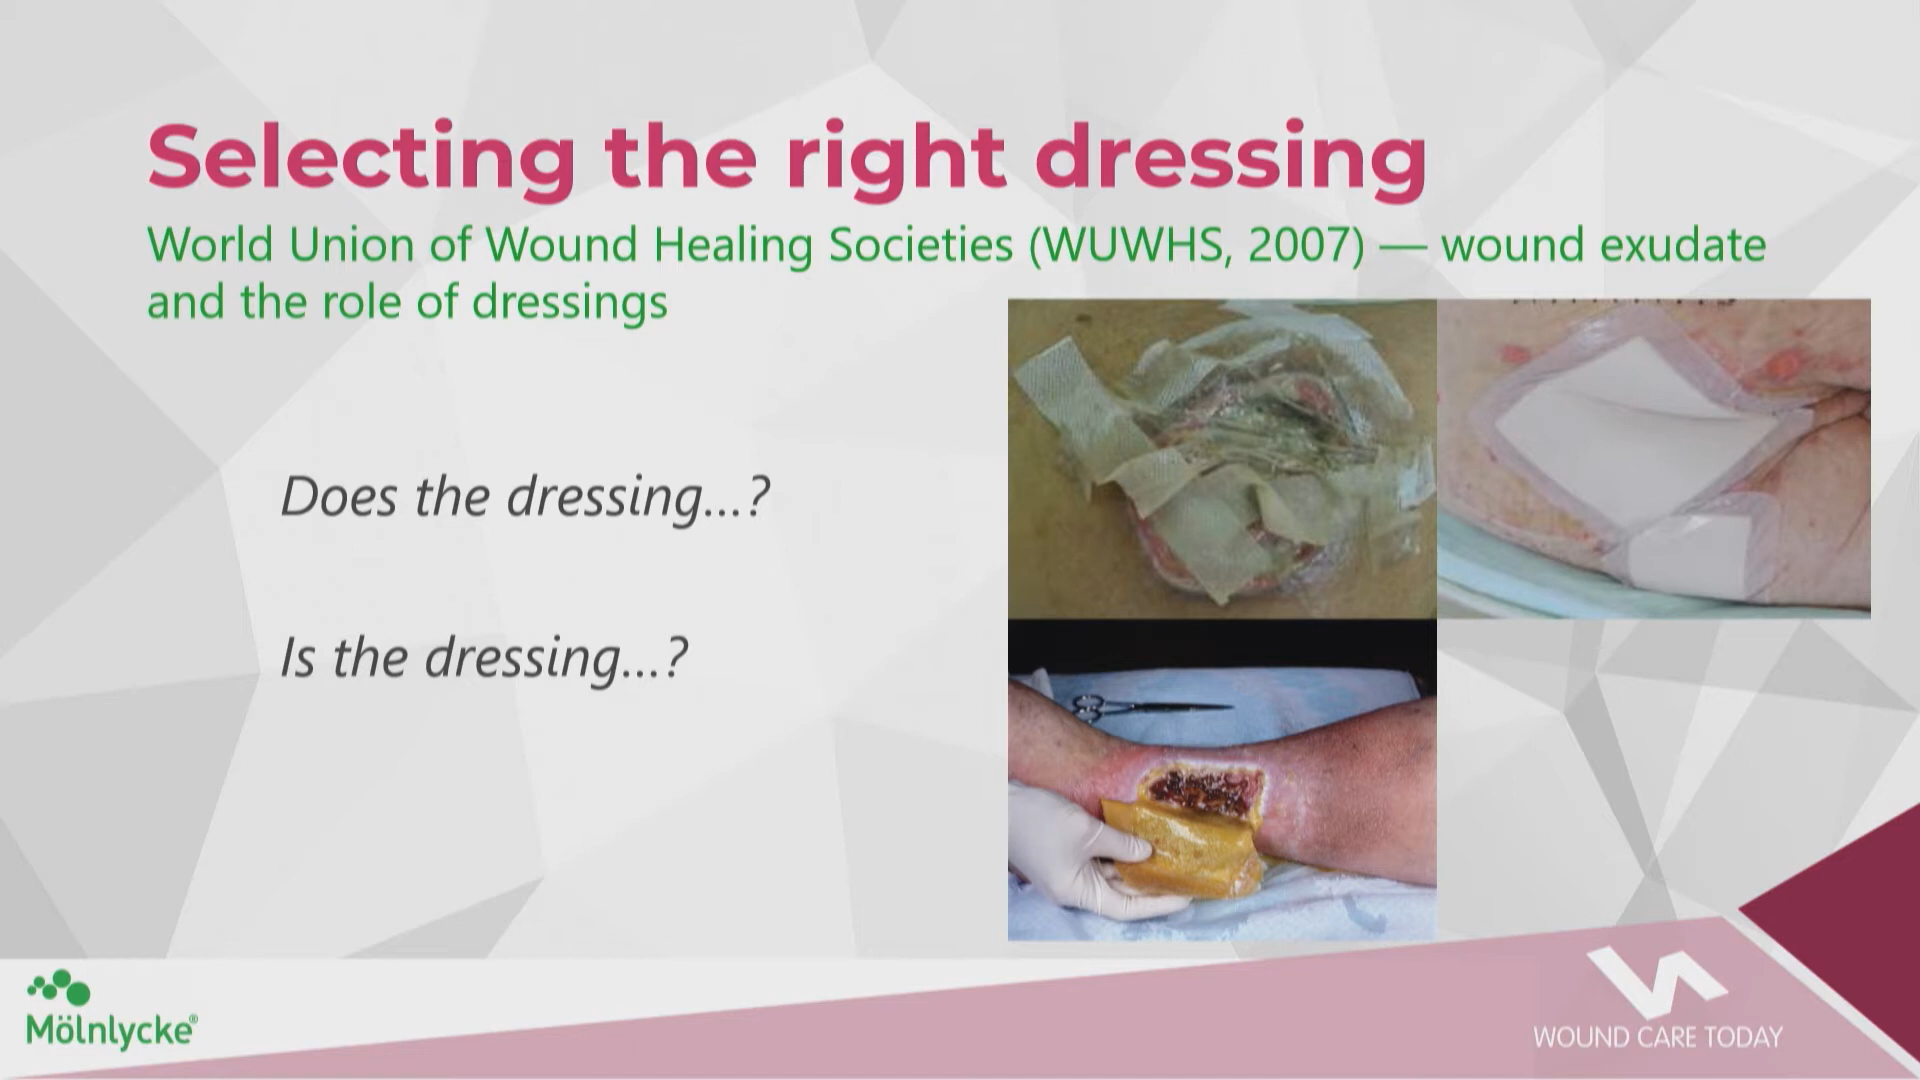 Selecting the right dressing
World Union of Wound Healing Societies (WUWHS, 2007) — wound exudate
and the role of dressings
Does the dressing...?
Is the dressing...?
Mölnlycke®
WOUND CARE TODAY